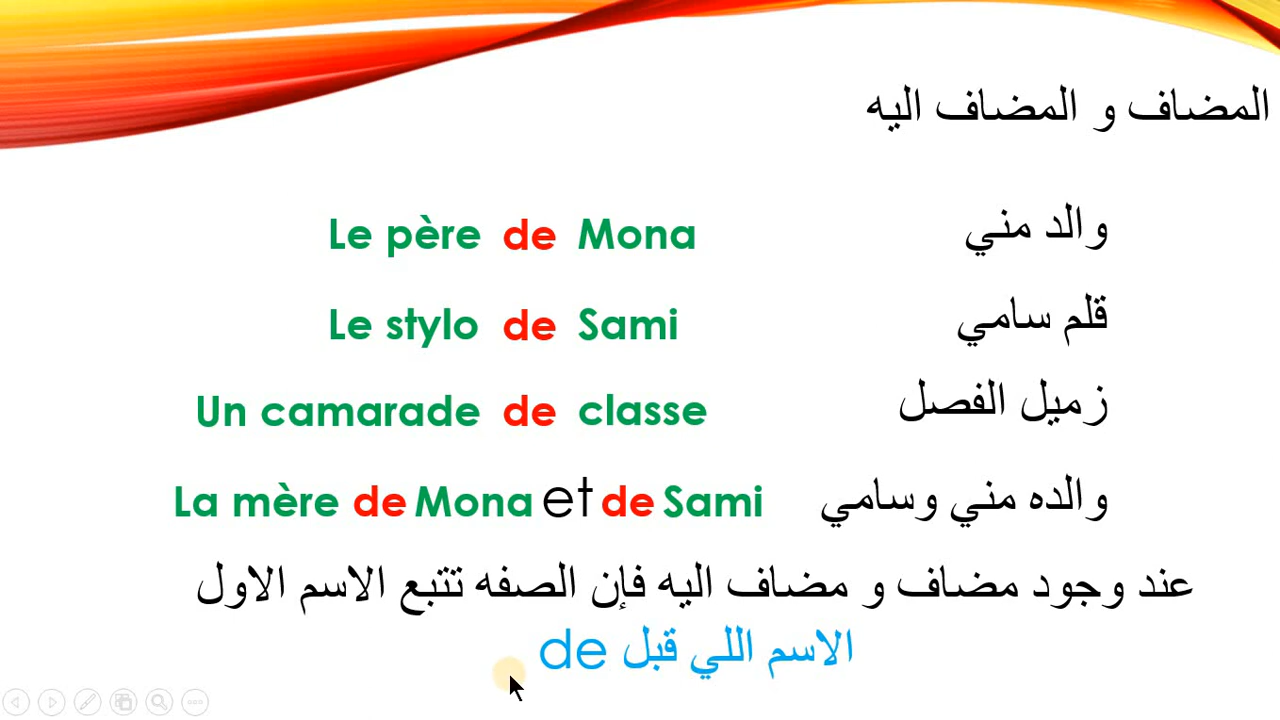 المضاف و المضاف اليه
Le père de Mona والد مني
Le stylo de Sami قلم سامي
Un camarade de classe زميل الفصل
La mère de Mona et de Sami والده مني وسامي
عند وجود مضاف و مضاف اليه فإن الصفه تتبع الاسم الاول
الاسم اللي قبل de